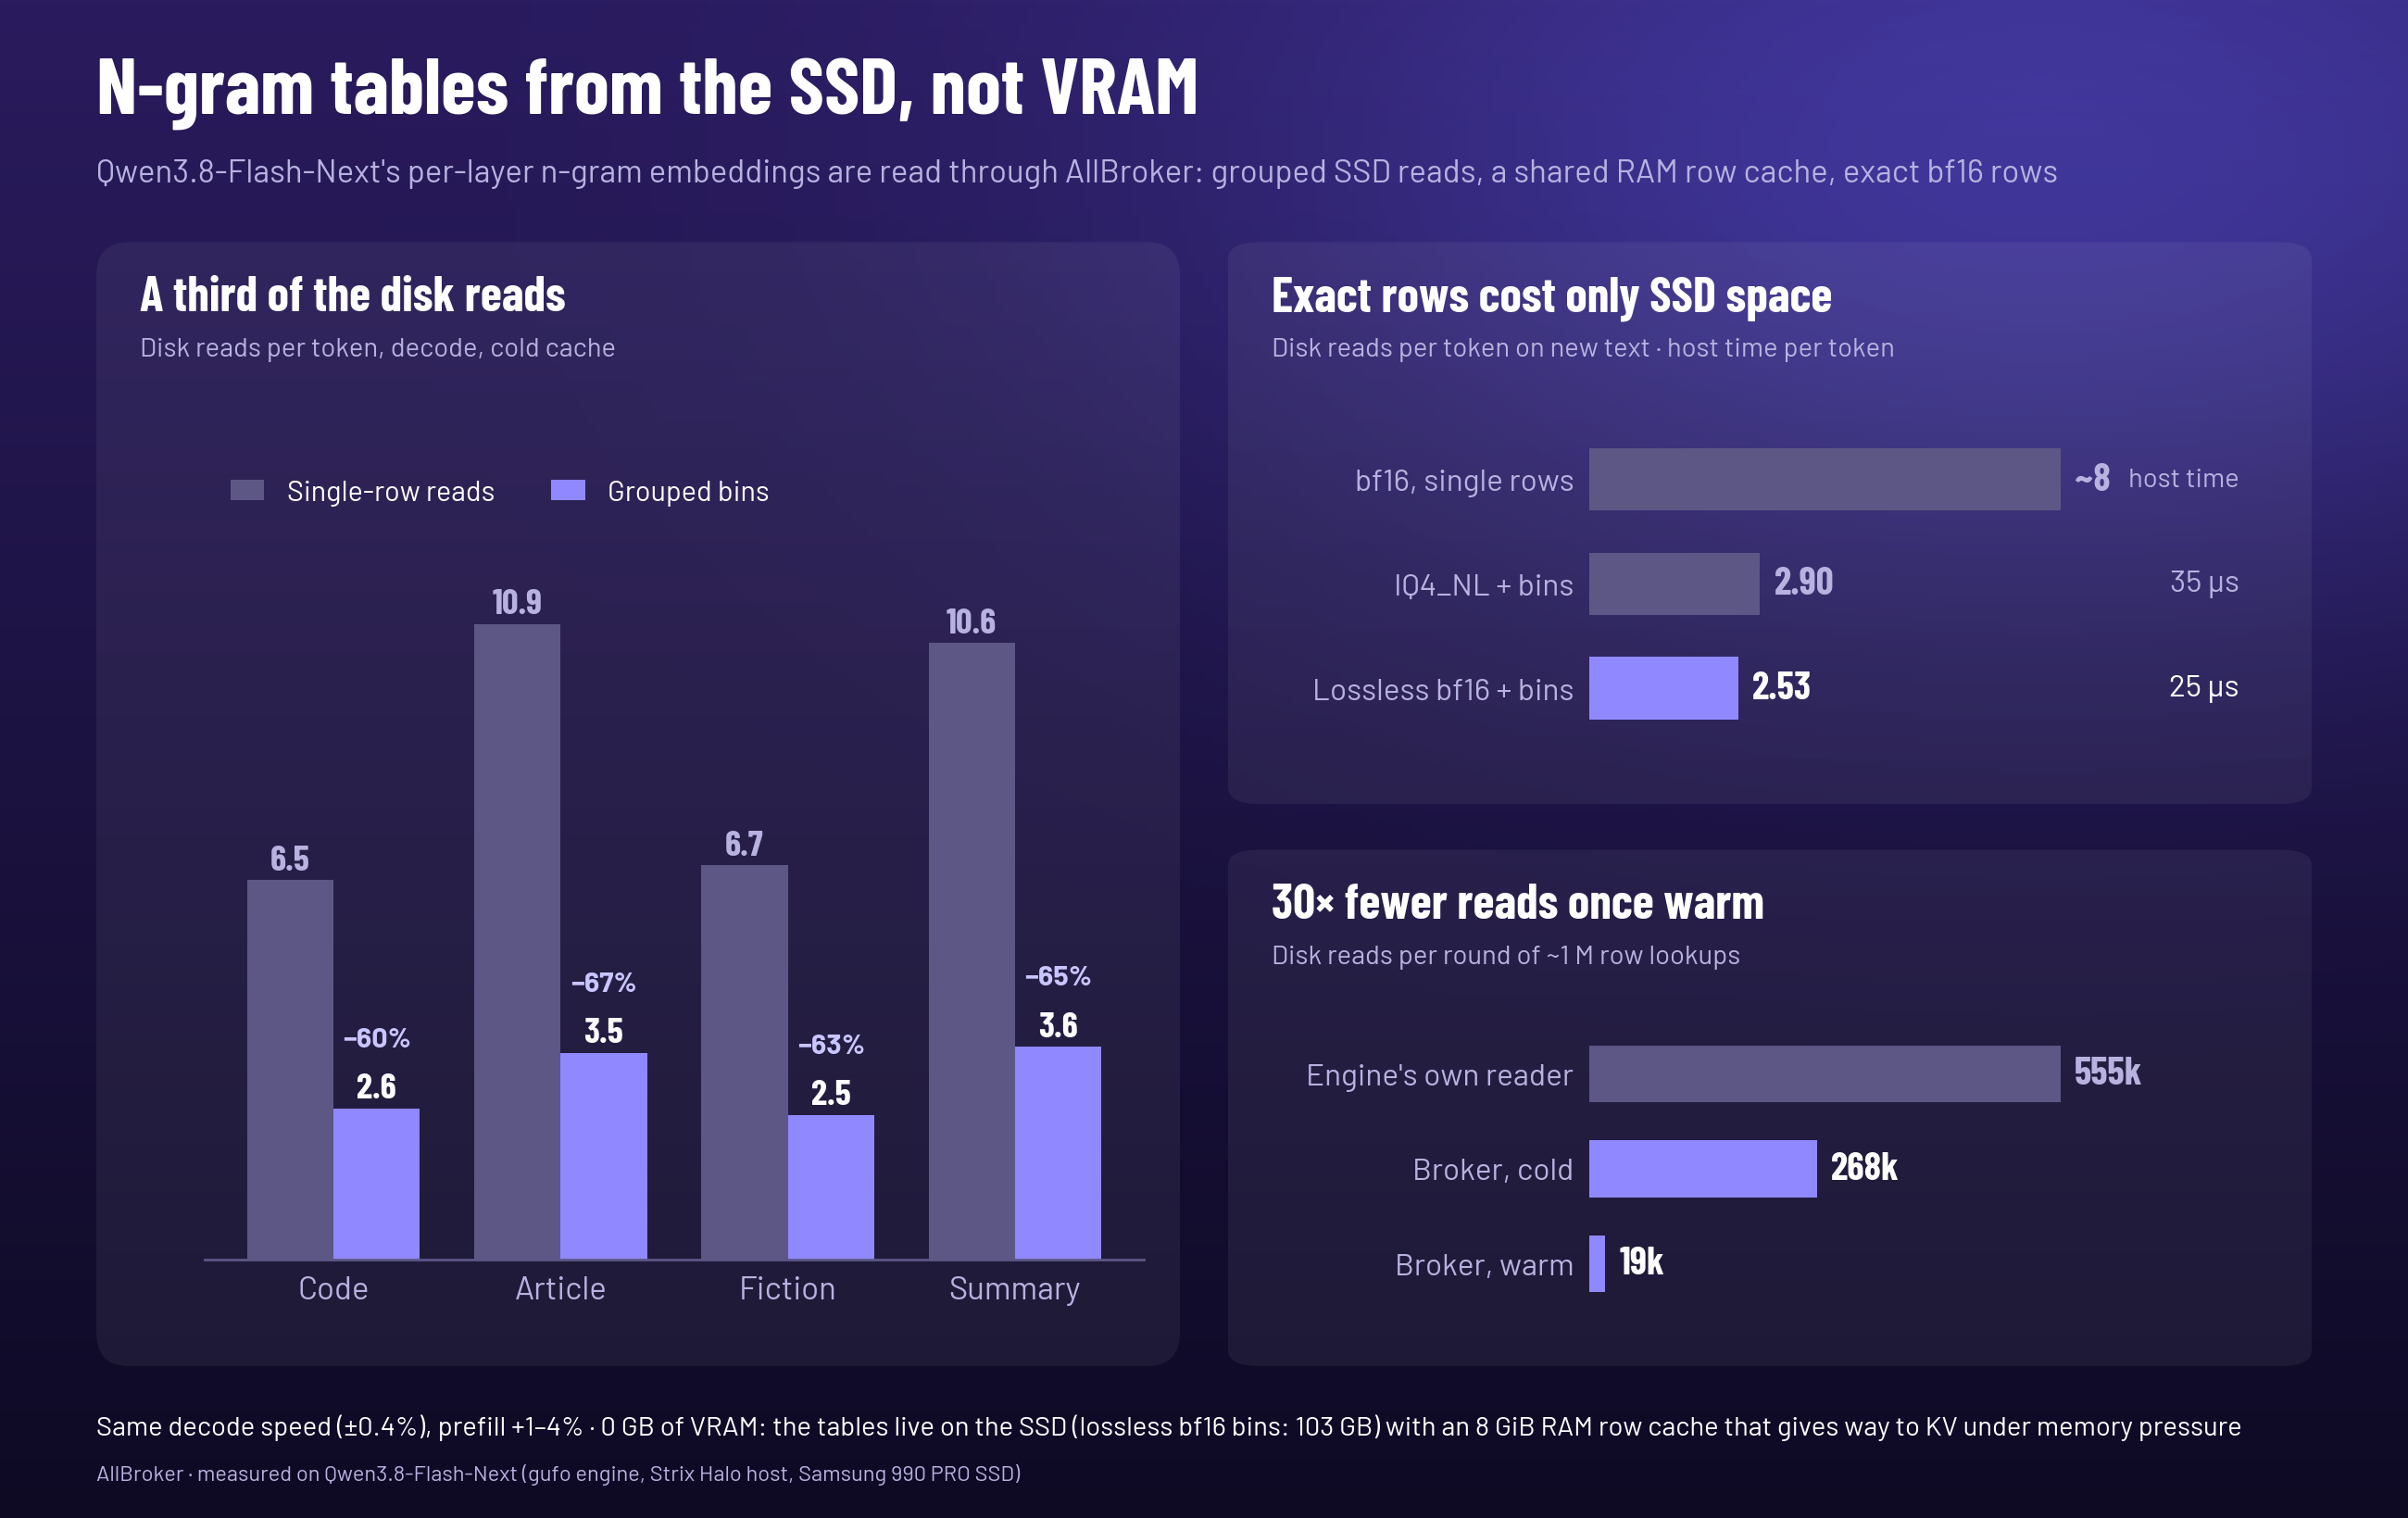 N-gram tables from the SSD, not VRAM
Qwen3.8-Flash-Next's per-layer n-gram embeddings are read through AllBroker: grouped SSD reads, a shared RAM row cache, exact bf16 rows
A third of the disk reads
Disk reads per token, decode, cold cache
Single-row reads
Grouped bins
6.5
–60%
2.6
10.9
–67%
3.5
6.7
–63%
2.5
10.6
–65%
3.6
Code
Article
Fiction
Summary
Exact rows cost only SSD space
Disk reads per token on new text · host time per token
bf16, single rows ~8 host time
IQ4_NL + bins 2.90 35 µs
Lossless bf16 + bins 2.53 25 µs
30× fewer reads once warm
Disk reads per round of ~1 M row lookups
Engine's own reader 555k
Broker, cold 268k
Broker, warm 19k
Same decode speed (±0.4%), prefill +1–4% · 0 GB of VRAM: the tables live on the SSD (lossless bf16 bins: 103 GB) with an 8 GiB RAM row cache that gives way to KV under memory pressure
AllBroker · measured on Qwen3.8-Flash-Next (gufo engine, Strix Halo host, Samsung 990 PRO SSD)